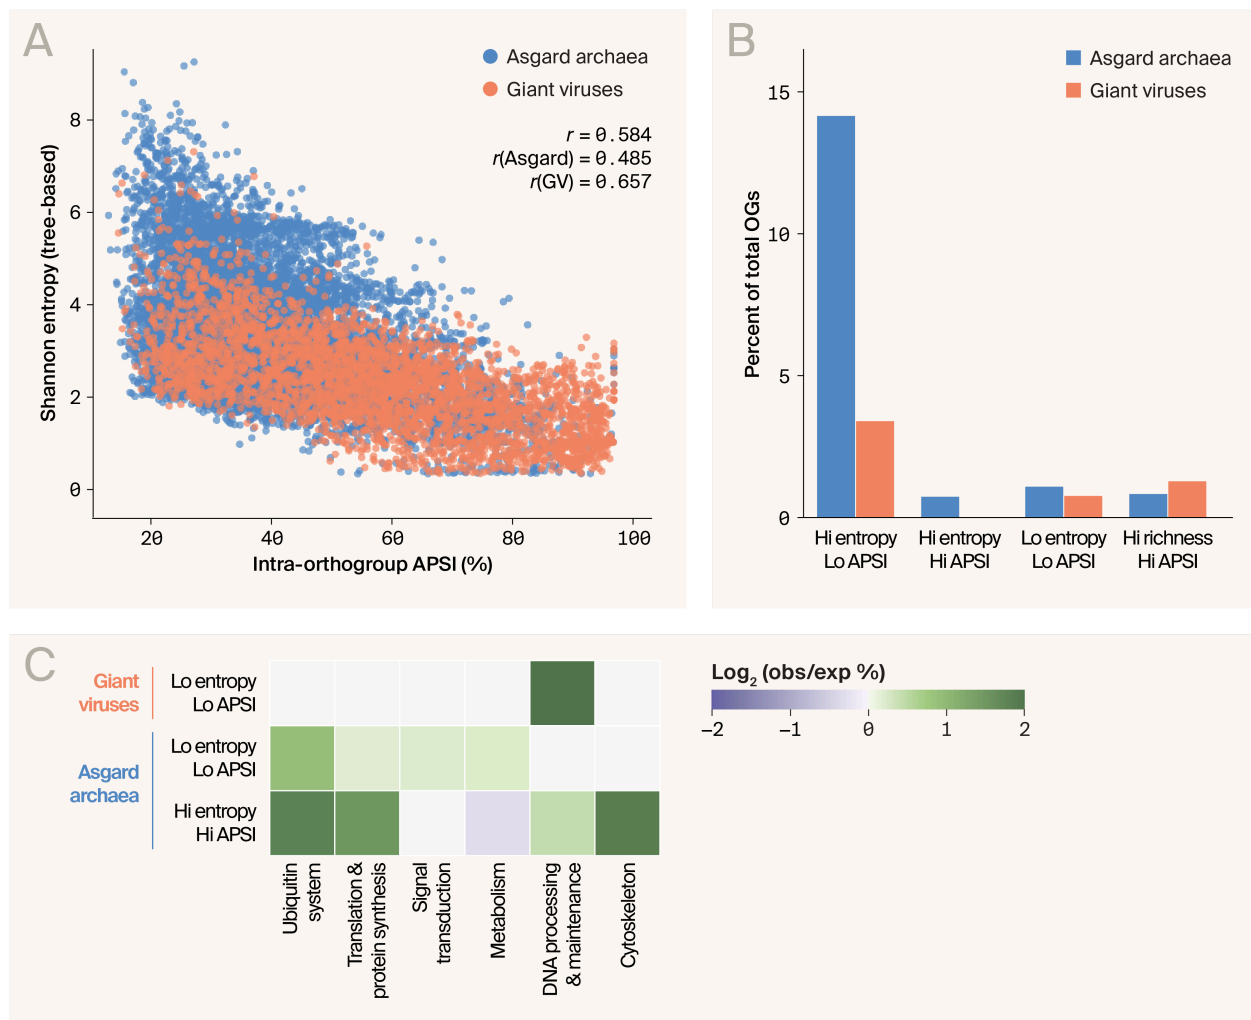 A
Asgard archaea
Giant viruses
r = 0.584
r(Asgard) = 0.485
r(GV) = 0.657
Shannon entropy (tree-based)
8
6
4
2
0
20 40 60 80 100
Intra-orthogroup APSI (%)
B
Asgard archaea
Giant viruses
Percent of total OGs
15
10
5
0
Hi entropy
Lo APSI
Hi entropy
Hi APSI
Lo entropy
Lo APSI
Hi richness
Hi APSI
C
Giant
viruses
Lo entropy
Lo APSI
Asgard
archaea
Lo entropy
Lo APSI
Hi entropy
Hi APSI
Ubiquitin
system
Translation &
protein synthesis
Signal
transduction
Metabolism
DNA processing
& maintenance
Cytoskeleton
Log2 (obs/exp %)
−2 −1 0 1 2